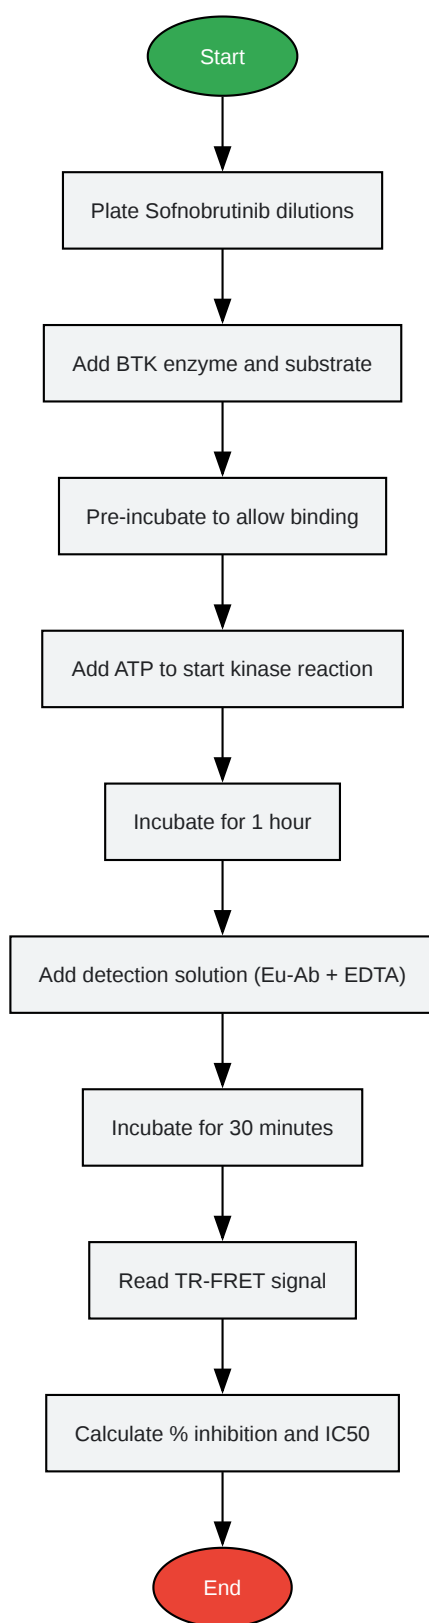 Start
Plate Sofnobrutinib dilutions
Add BTK enzyme and substrate
Pre-incubate to allow binding
Add ATP to start kinase reaction
Incubate for 1 hour
Add detection solution (Eu-Ab + EDTA)
Incubate for 30 minutes
Read TR-FRET signal
Calculate % inhibition and IC50
End